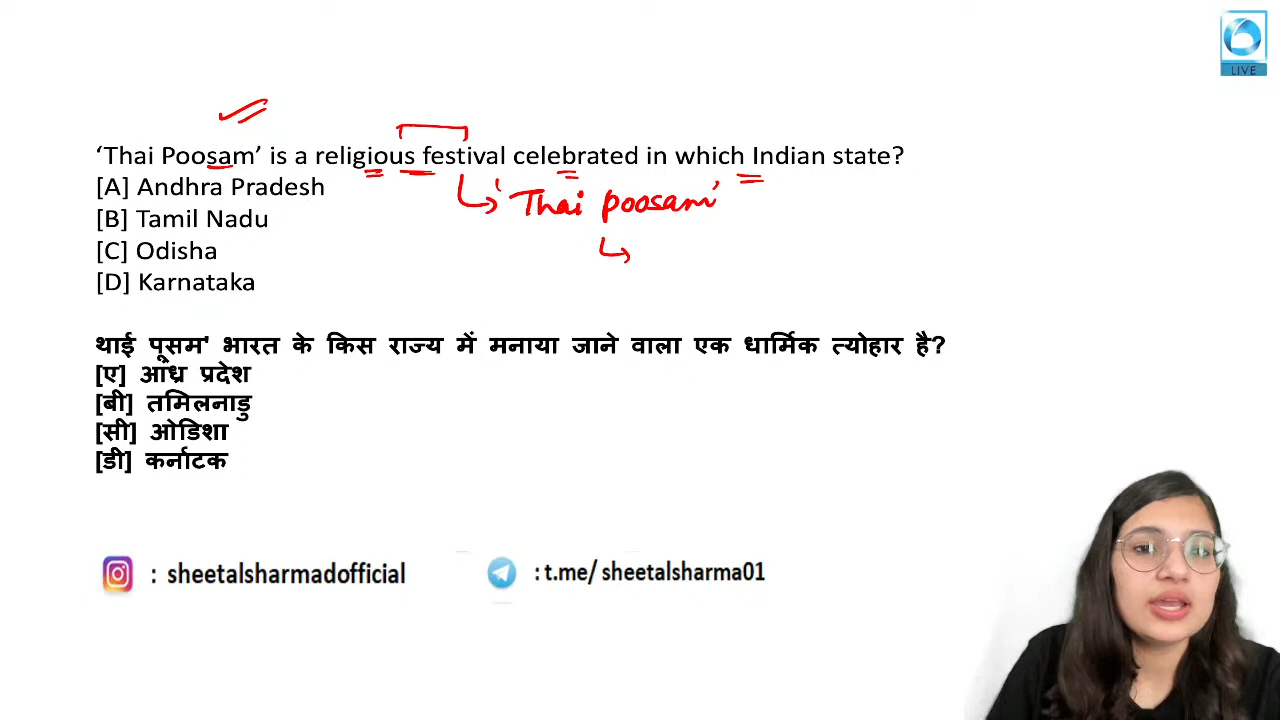 LIVE
‘Thai Poosam’ is a religious festival celebrated in which Indian state?
[A] Andhra Pradesh
‘Thai poosam’
[B] Tamil Nadu
[C] Odisha
[D] Karnataka
थाई पूसम' भारत के किस राज्य में मनाया जाने वाला एक धार्मिक त्योहार है?
[ए] आंध्र प्रदेश
[बी] तमिलनाडु
[सी] ओडिशा
[डी] कर्नाटक
: sheetalsharmadofficial
: t.me/ sheetalsharma01